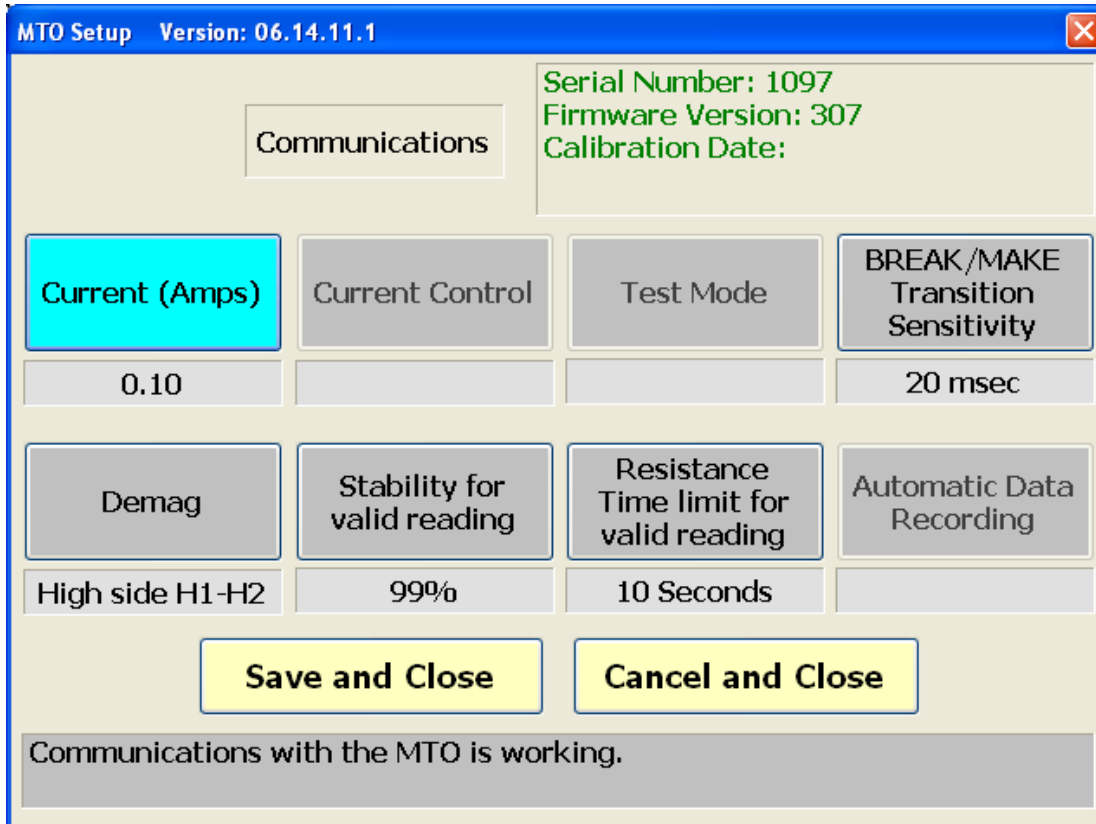 MTO Setup Version: 06.14.11.1
Communications
Serial Number: 1097
Firmware Version: 307
Calibration Date:
Current (Amps)
Current Control
Test Mode
BREAK/MAKE
Transition
Sensitivity
0.10
20 msec
Demag
Stability for
valid reading
Resistance
Time limit for
valid reading
Automatic Data
Recording
High side H1-H2
99%
10 Seconds
Save and Close
Cancel and Close
Communications with the MTO is working.